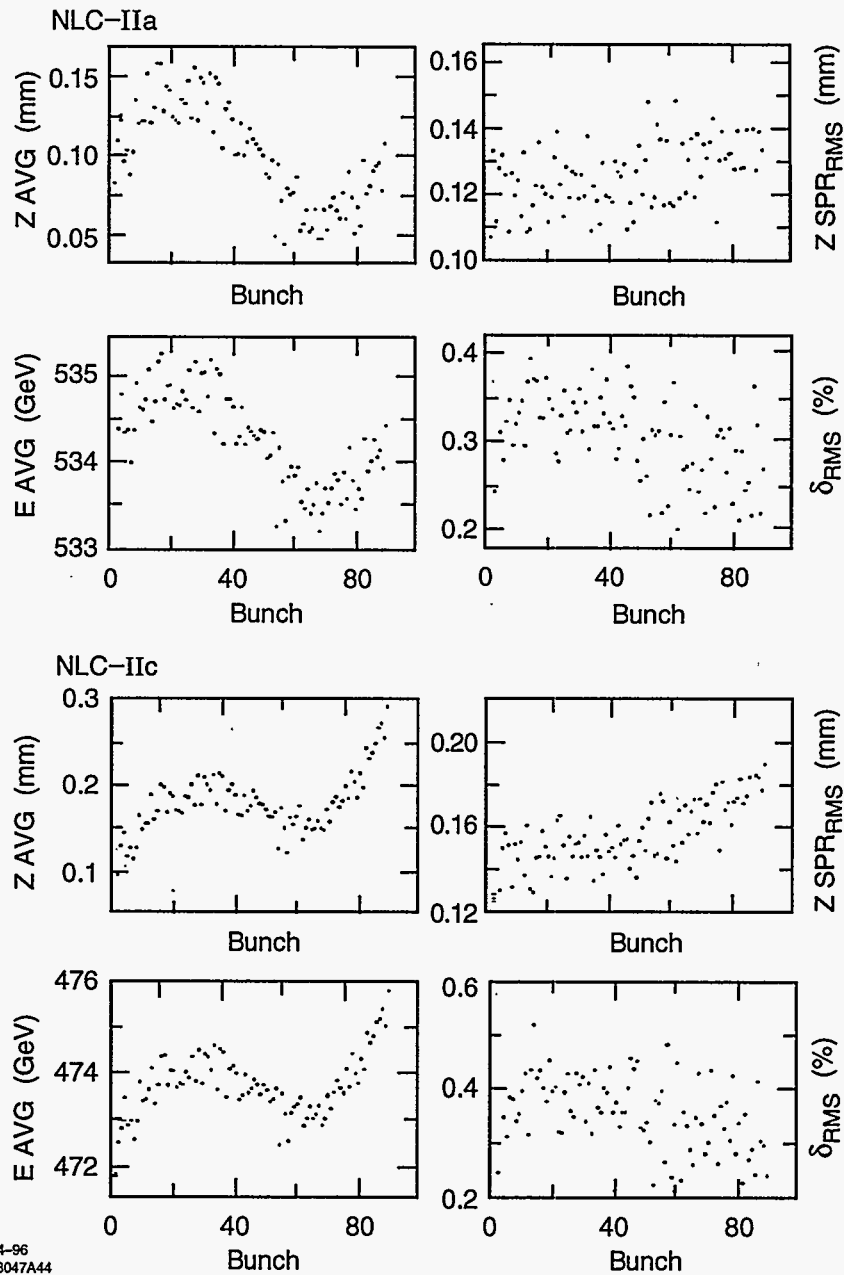 NLC-IIa
Z AVG (mm)
0.15
0.10
0.05
Bunch
0.16
0.14
0.12
0.10
Z SPR_RMS (mm)
Bunch
E AVG (GeV)
535
534
533
0 40 80
Bunch
0.4
0.3
0.2
δ_RMS (%)
0 40 80
Bunch
NLC-IIc
Z AVG (mm)
0.3
0.2
0.1
Bunch
0.20
0.16
0.12
Z SPR_RMS (mm)
Bunch
E AVG (GeV)
476
474
472
0 40 80
Bunch
0.6
0.4
0.2
δ_RMS (%)
0 40 80
Bunch
4-96
8047A44